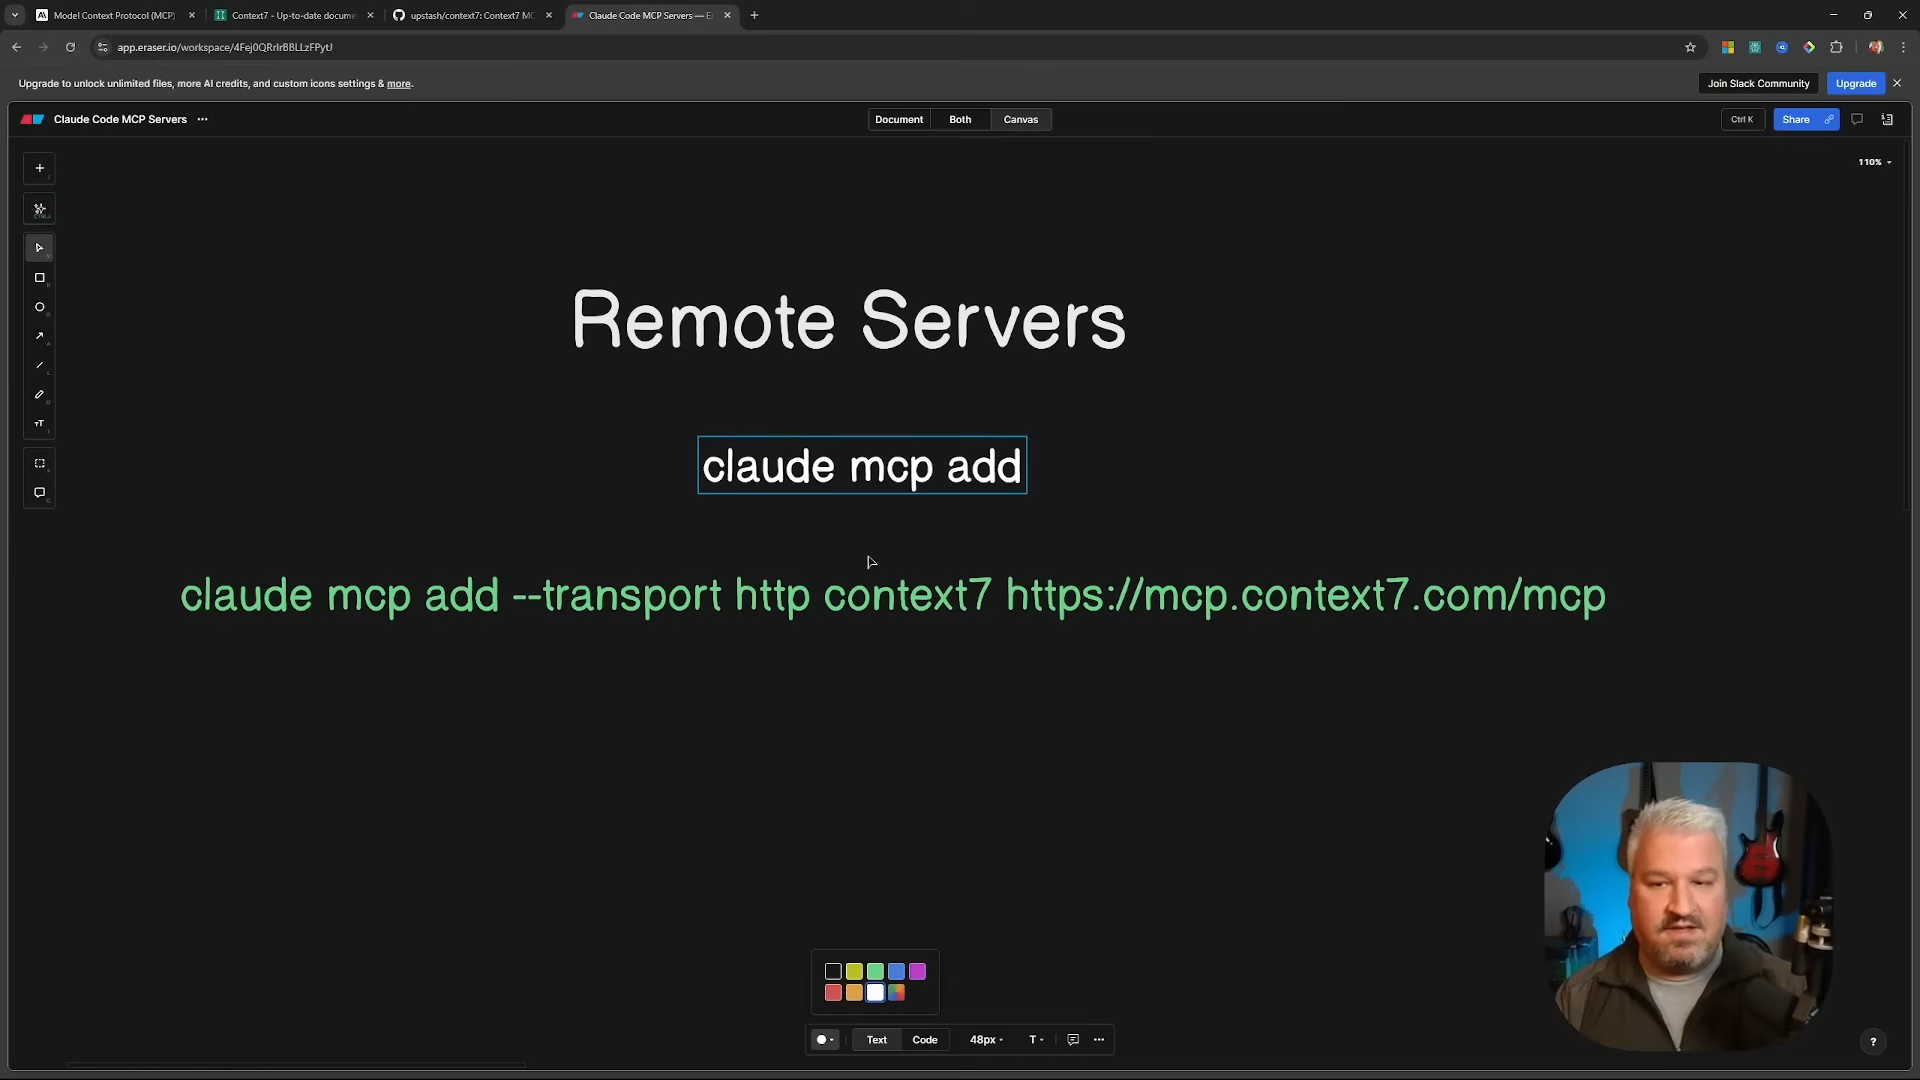 Model Context Protocol (MCP)
Context7 - Up-to-date docume
upstash/context7: Context7 MC
Claude Code MCP Servers — E
app.eraser.io/workspace/4Fej0QRrIrBBLLzFPytJ
Upgrade to unlock unlimited files, more AI credits, and custom icons settings & more.
Join Slack Community
Upgrade
Claude Code MCP Servers
Document
Both
Canvas
Ctrl K
Share
110%
Remote Servers
claude mcp add
claude mcp add --transport http context7 https://mcp.context7.com/mcp
Text
Code
48px
T
?